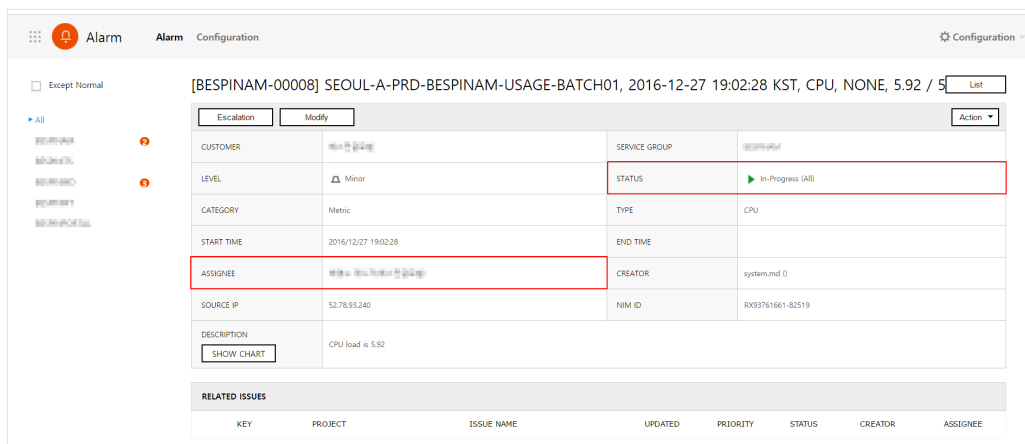 Alarm Alarm Configuration Configuration
Except Normal
[BESPINAM-00008] SEOUL-A-PRD-BESPINAM-USAGE-BATCH01, 2016-12-27 19:02:28 KST, CPU, NONE, 5.92 / 5 List
All
Escalation Modify Action
2
CUSTOMER SERVICE GROUP
3
LEVEL Minor STATUS In-Progress (All)
CATEGORY Metric TYPE CPU
START TIME 2016/12/27 19:02:28 END TIME
ASSIGNEE CREATOR system.md ()
SOURCE IP 52.78.93.240 NIM ID RX93761661-82519
DESCRIPTION
SHOW CHART CPU load is 5.92
RELATED ISSUES
KEY PROJECT ISSUE NAME UPDATED PRIORITY STATUS CREATOR ASSIGNEE